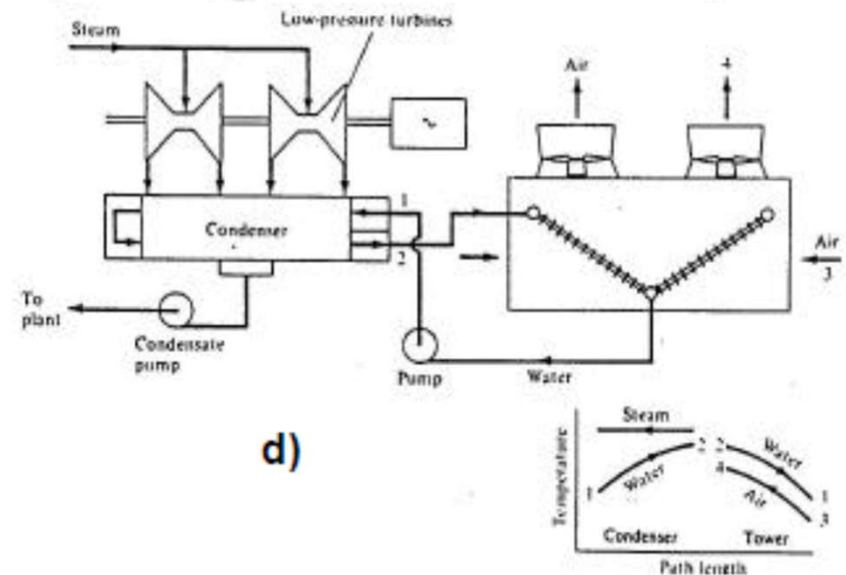 Steam
Low-pressure turbines
~
Air
4
1
Condenser
2
Air
3
To
plant
Condensate
pump
Pump
Water
d)
Steam
Temperature
1
Water
2
2
Water
4
Air
1
3
Condenser
Tower
Path length